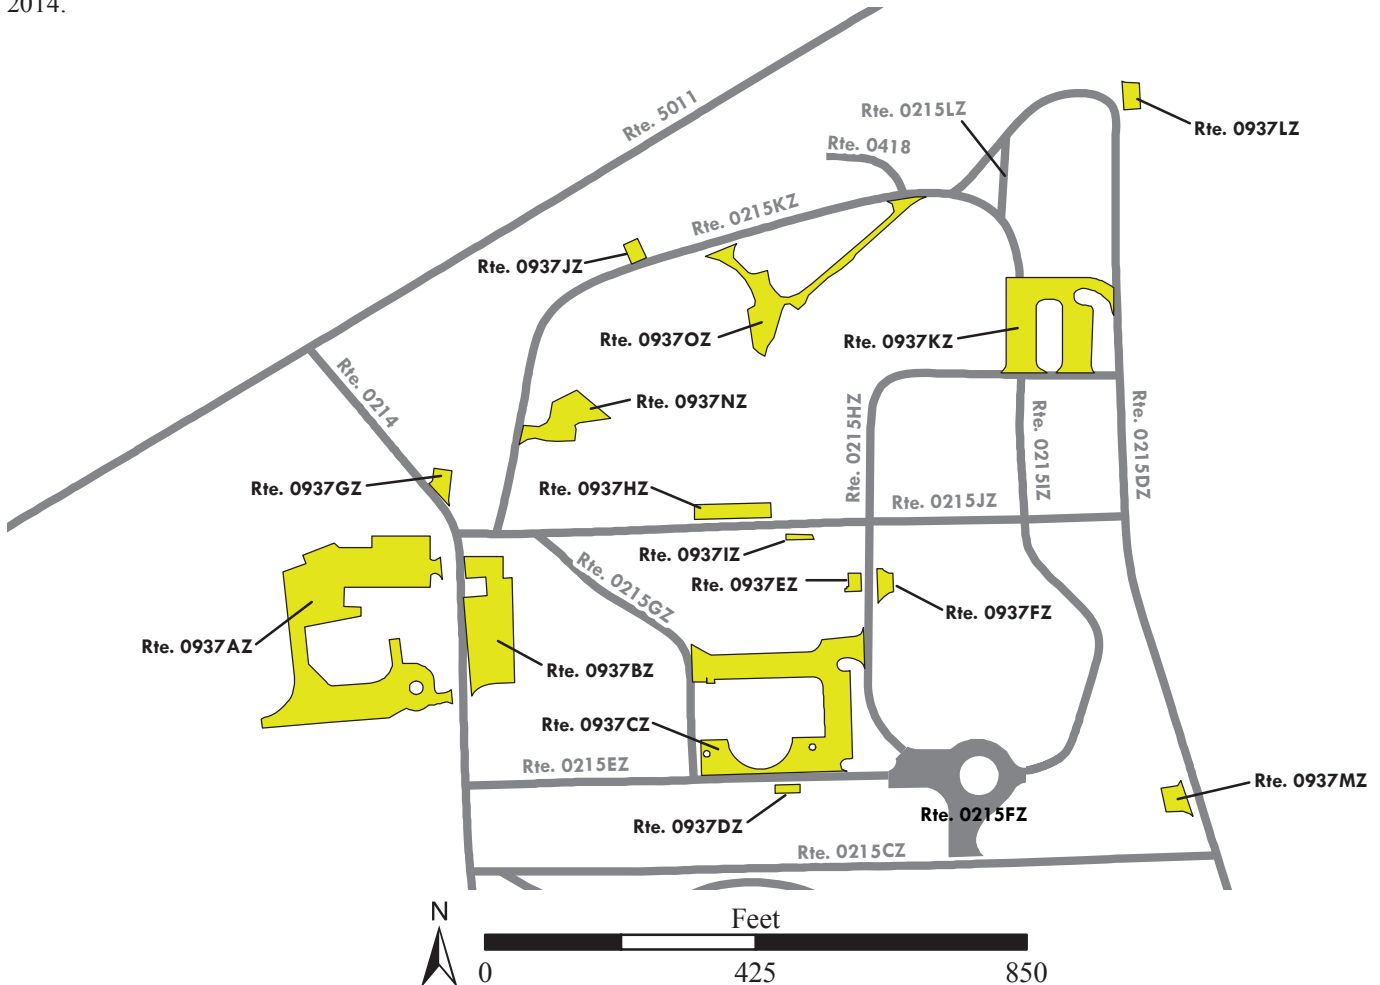 2014.
Rte. 5011
Rte. 0215LZ
Rte. 0937LZ
Rte. 0418
Rte. 0215KZ
Rte. 0937JZ
Rte. 0937OZ
Rte. 0937KZ
Rte. 0214
Rte. 0937NZ
Rte. 0215HZ
Rte. 0215IZ
Rte. 0215DZ
Rte. 0937GZ
Rte. 0937HZ
Rte. 0215JZ
Rte. 0937IZ
Rte. 0215GZ
Rte. 0937EZ
Rte. 0937FZ
Rte. 0937AZ
Rte. 0937BZ
Rte. 0937CZ
Rte. 0215EZ
Rte. 0937MZ
Rte. 0937DZ
Rte. 0215FZ
Rte. 0215CZ
N
Feet
0
425
850